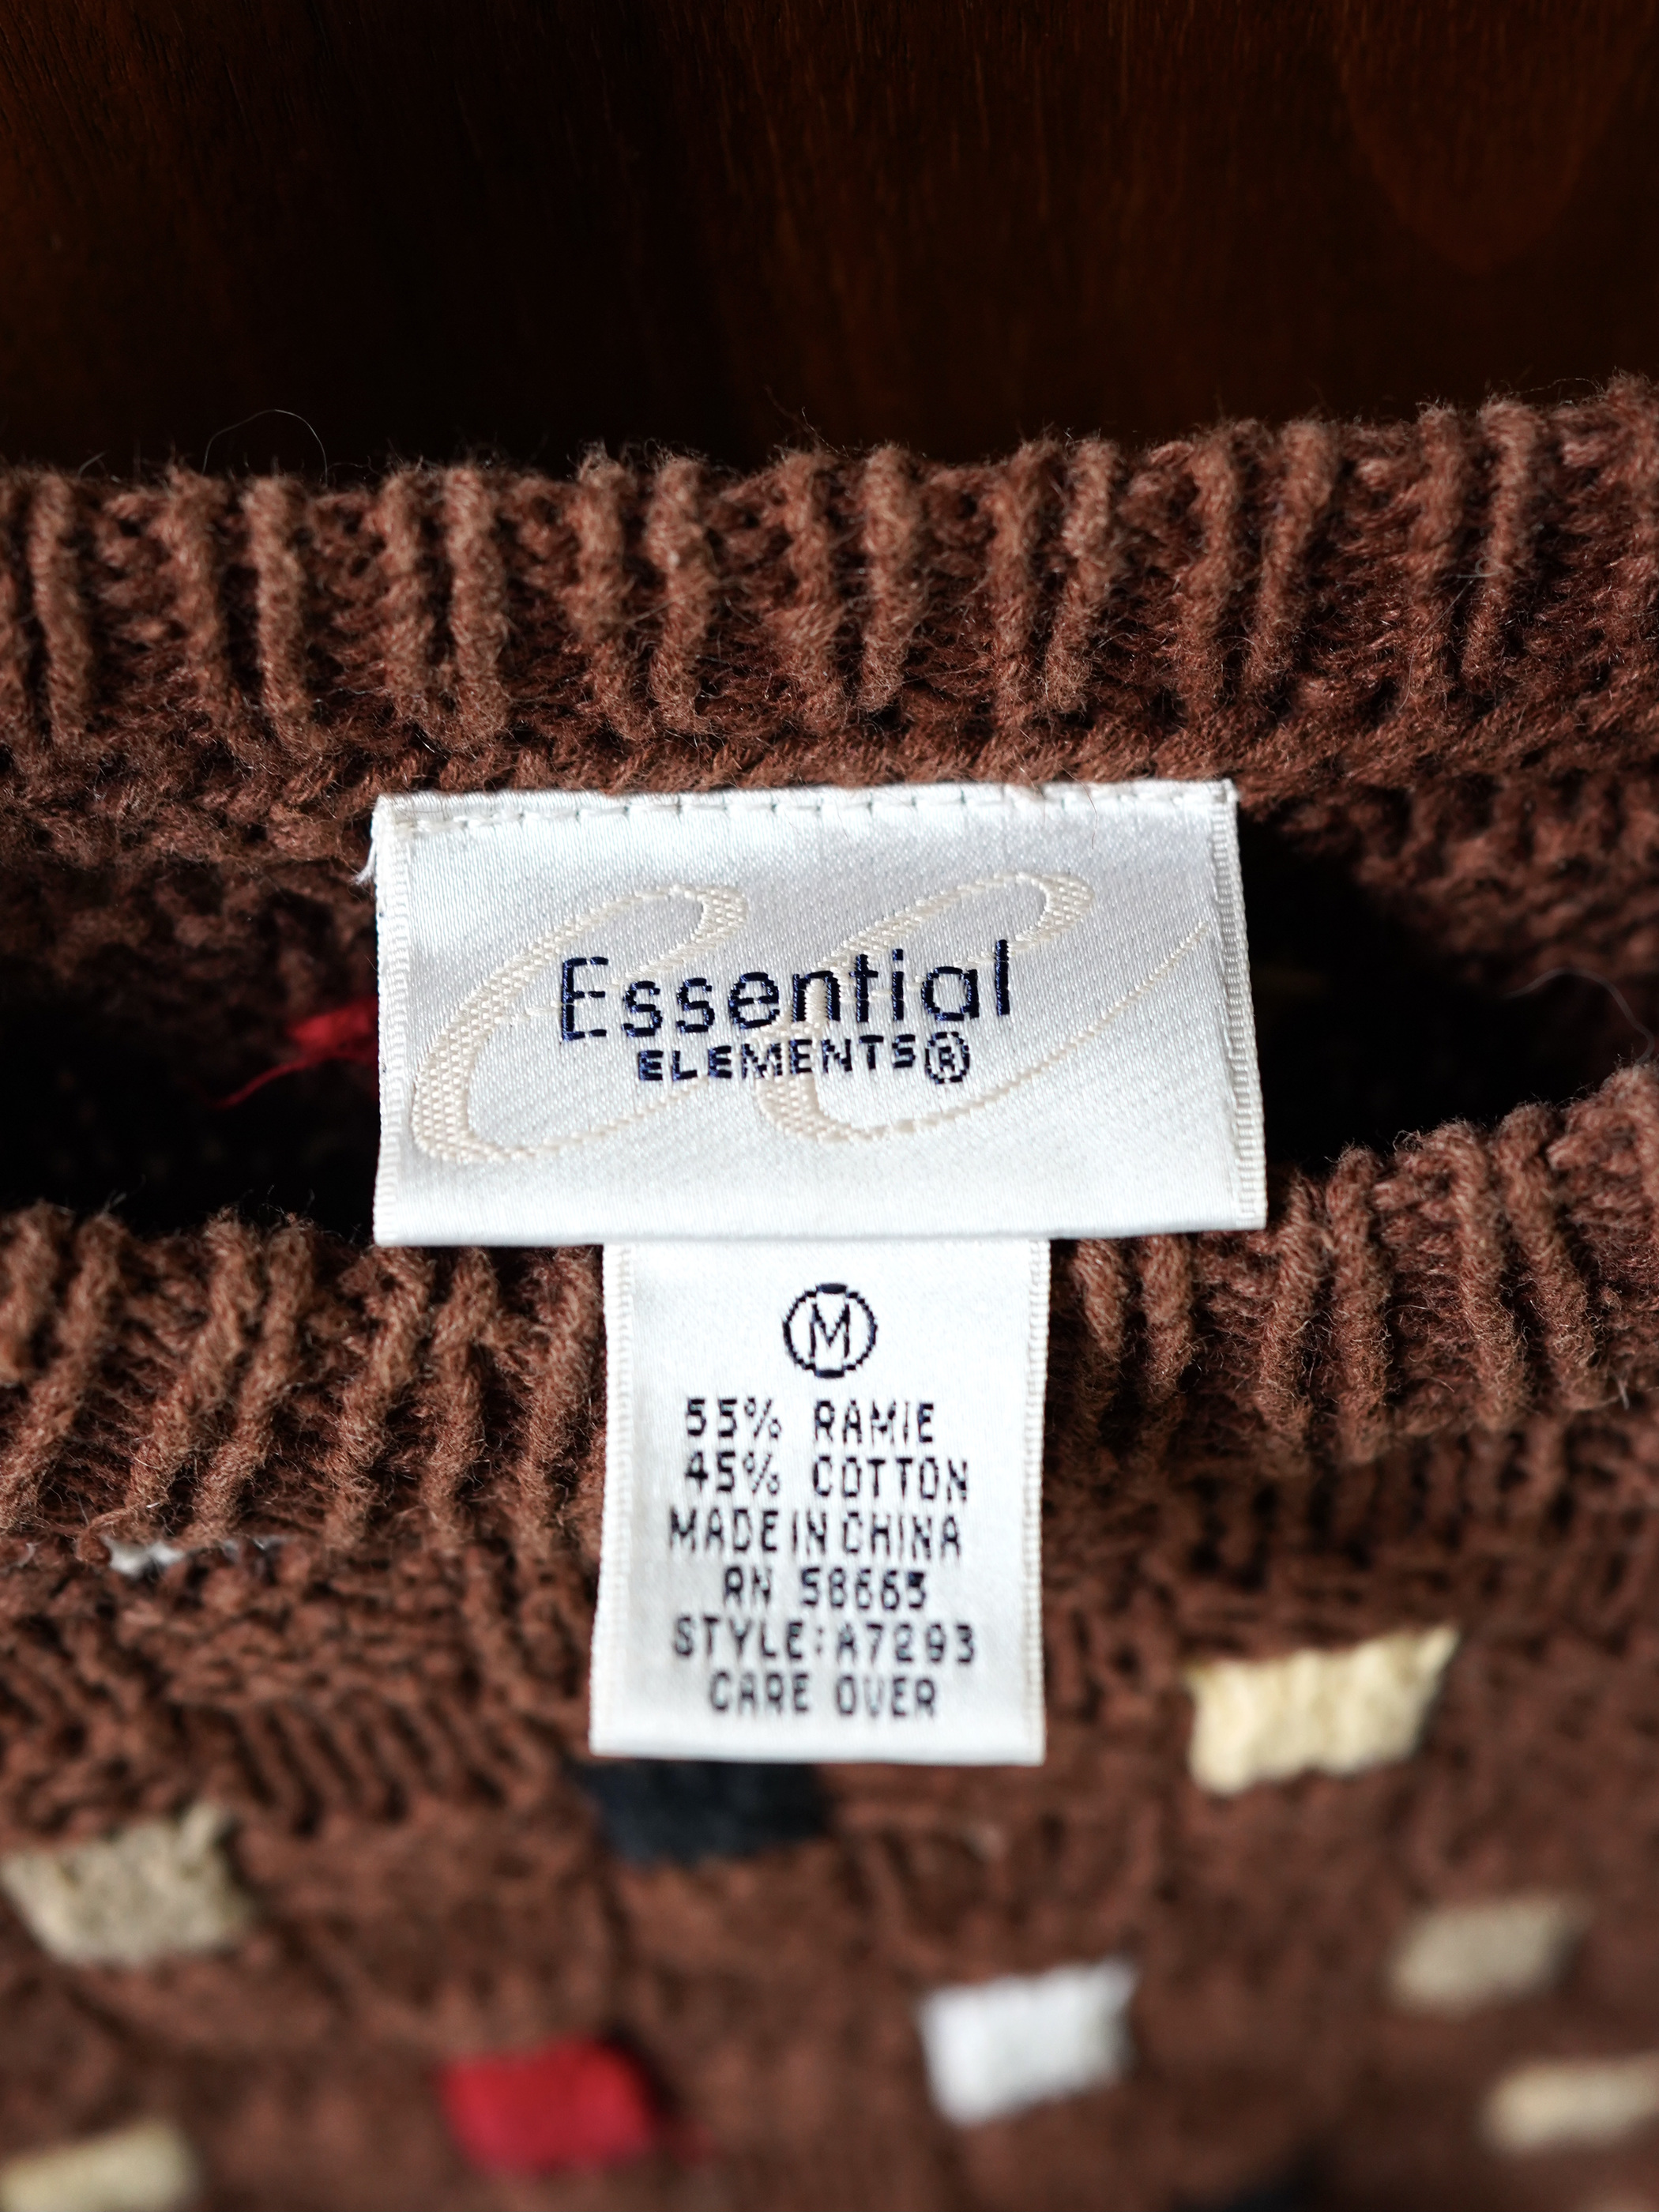 Essential
ELEMENTS®
M
55% RAMIE
45% COTTON
MADE IN CHINA
RN 58665
STYLE: A7293
CARE OVER